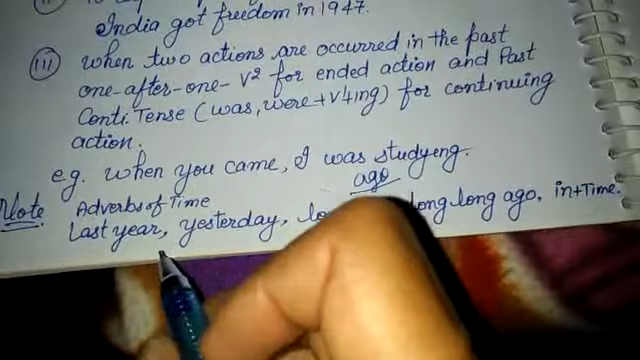 India got freedom in 1947.
(III) When two actions are occurred in the past
one-after-one- V² for ended action and Past
Conti. Tense (was, were + V4ing) for continuing
action.
e.g. When you came, I was studyeng.
ago
Note Adverbs of Time
Last year, yesterday, long long ago, in+Time.